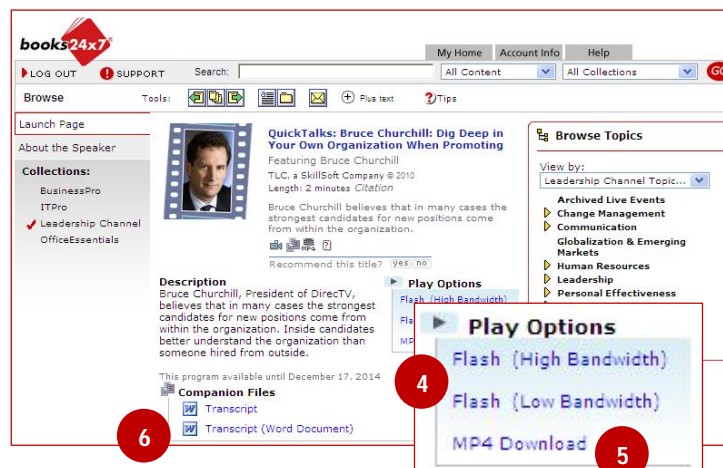 books24x7
My Home Account Info Help
LOG OUT SUPPORT Search: All Content All Collections GO
Browse Tools: Plus text Tips
Launch Page
About the Speaker
Collections:
BusinessPro
ITPro
Leadership Channel
OfficeEssentials
QuickTalks: Bruce Churchill: Dig Deep in
Your Own Organization When Promoting
Featuring Bruce Churchill
TLC, a SkillSoft Company © 2010
Length: 2 minutes Citation
Bruce Churchill believes that in many cases the
strongest candidates for new positions come
from within the organization.
Recommend this title? yes no
Description
Bruce Churchill, President of DirecTV,
believes that in many cases the strongest
candidates for new positions come from
within the organization. Inside candidates
better understand the organization than
someone hired from outside.
This program available until December 17, 2014
Companion Files
Transcript
Transcript (Word Document)
6
Play Options
Flash (High Bandwidth)
Browse Topics
View by:
Leadership Channel Topic...
Archived Live Events
Change Management
Communication
Globalization & Emerging
Markets
Human Resources
Leadership
Personal Effectiveness
Play Options
Flash (High Bandwidth)
4
Flash (Low Bandwidth)
MP4 Download
5